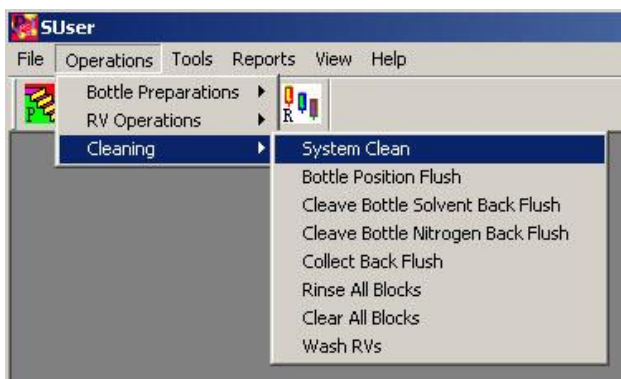 SUser
File Operations Tools Reports View Help
P R
Bottle Preparations
RV Operations
Cleaning
System Clean
Bottle Position Flush
Cleave Bottle Solvent Back Flush
Cleave Bottle Nitrogen Back Flush
Collect Back Flush
Rinse All Blocks
Clear All Blocks
Wash RVs